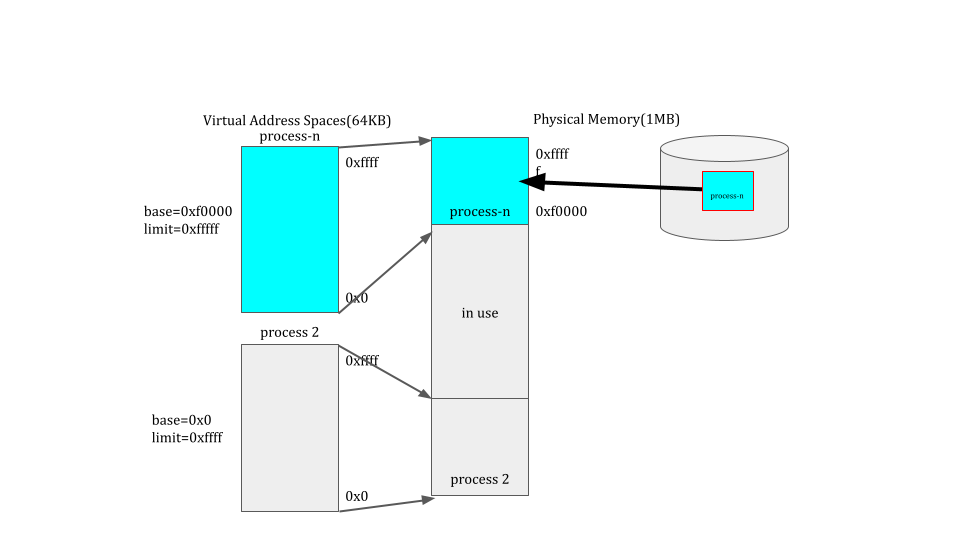 Virtual Address Spaces(64KB)
process-n
0xffff
base=0xf0000
limit=0xfffff
0x0
process 2
0xffff
base=0x0
limit=0xffff
0x0
Physical Memory(1MB)
0xffff
f
process-n
0xf0000
in use
process 2
process-n